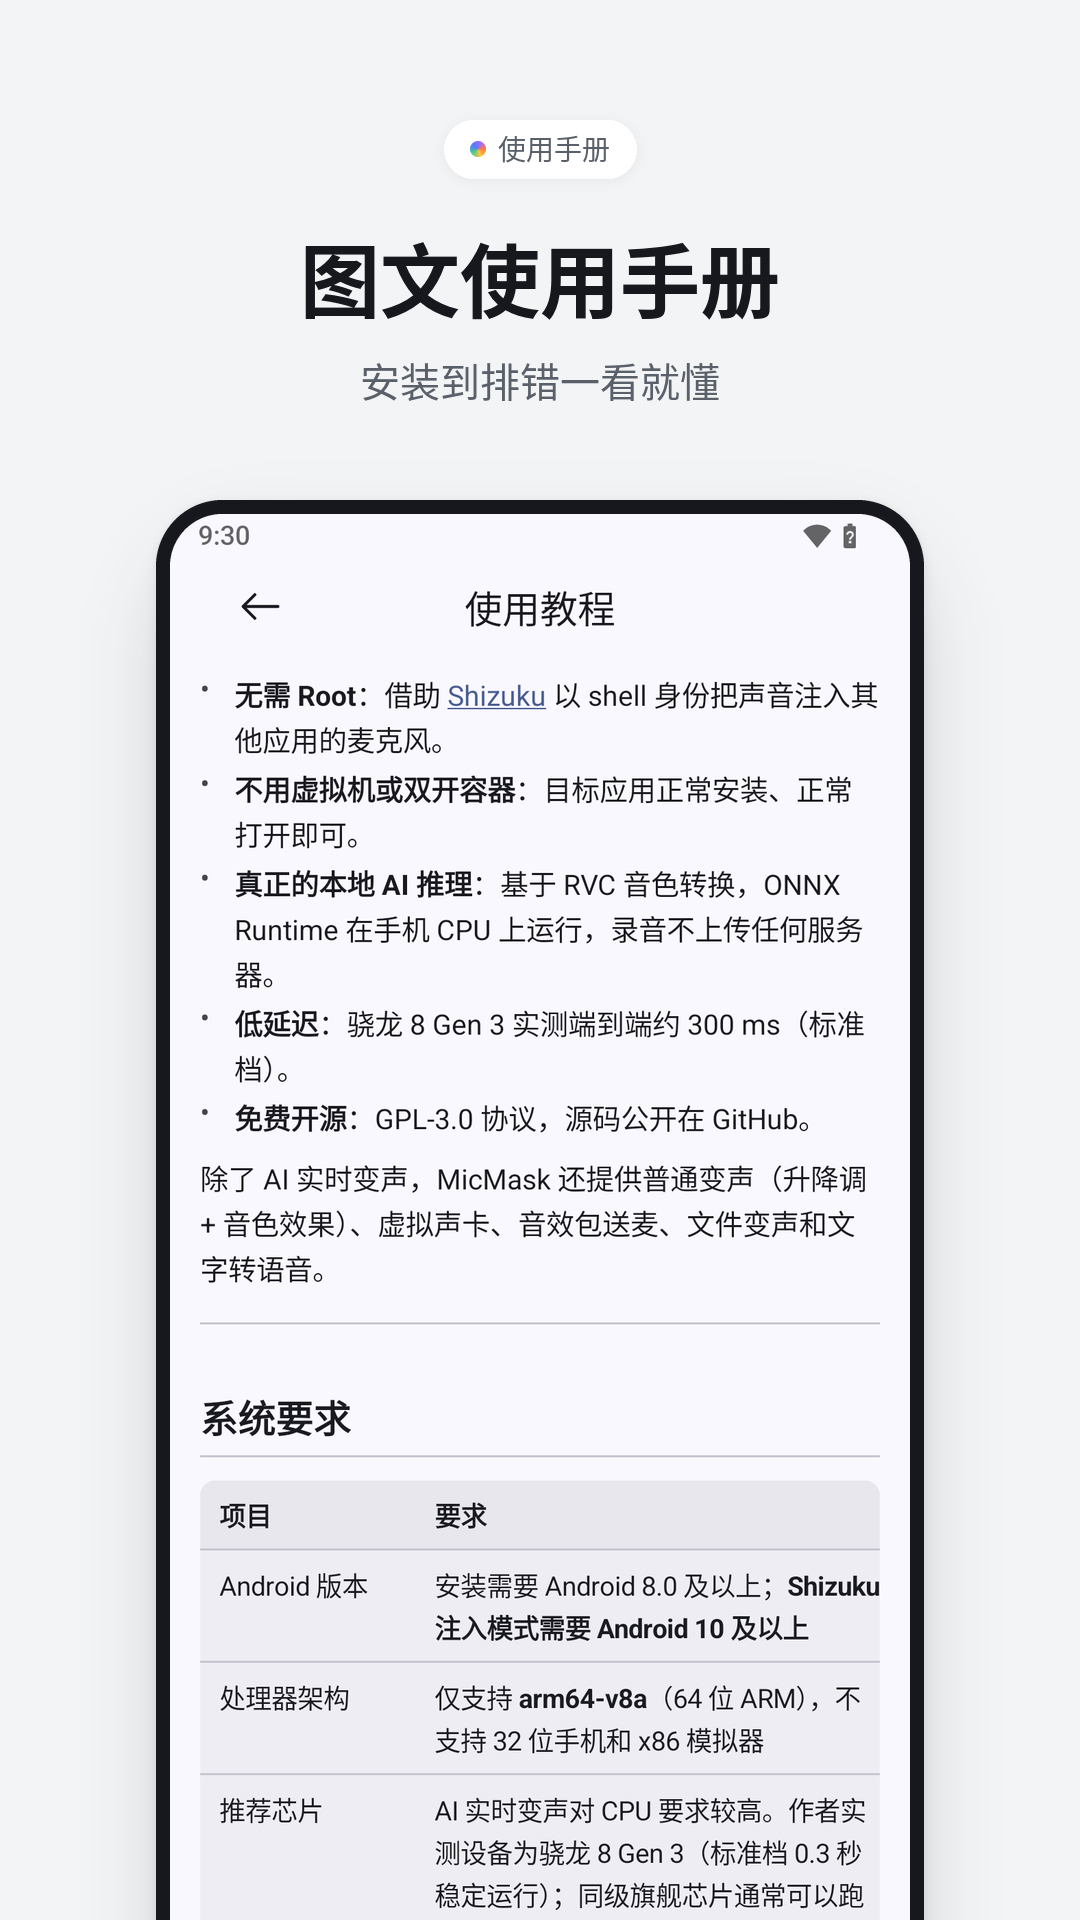 使用手册
图文使用手册
安装到排错一看就懂
9:30
使用教程
• 无需 Root：借助 Shizuku 以 shell 身份把声音注入其
他应用的麦克风。
• 不用虚拟机或双开容器：目标应用正常安装、正常
打开即可。
• 真正的本地 AI 推理：基于 RVC 音色转换，ONNX
Runtime 在手机 CPU 上运行，录音不上传任何服务
器。
• 低延迟：骁龙 8 Gen 3 实测端到端约 300 ms（标准
档）。
• 免费开源：GPL-3.0 协议，源码公开在 GitHub。
除了 AI 实时变声，MicMask 还提供普通变声（升降调
+ 音色效果）、虚拟声卡、音效包送麦、文件变声和文
字转语音。
系统要求
项目 要求
Android 版本 安装需要 Android 8.0 及以上；Shizuku
注入模式需要 Android 10 及以上
处理器架构 仅支持 arm64-v8a（64 位 ARM），不
支持 32 位手机和 x86 模拟器
推荐芯片 AI 实时变声对 CPU 要求较高。作者实
测设备为骁龙 8 Gen 3（标准档 0.3 秒
稳定运行）；同级旗舰芯片通常可以跑